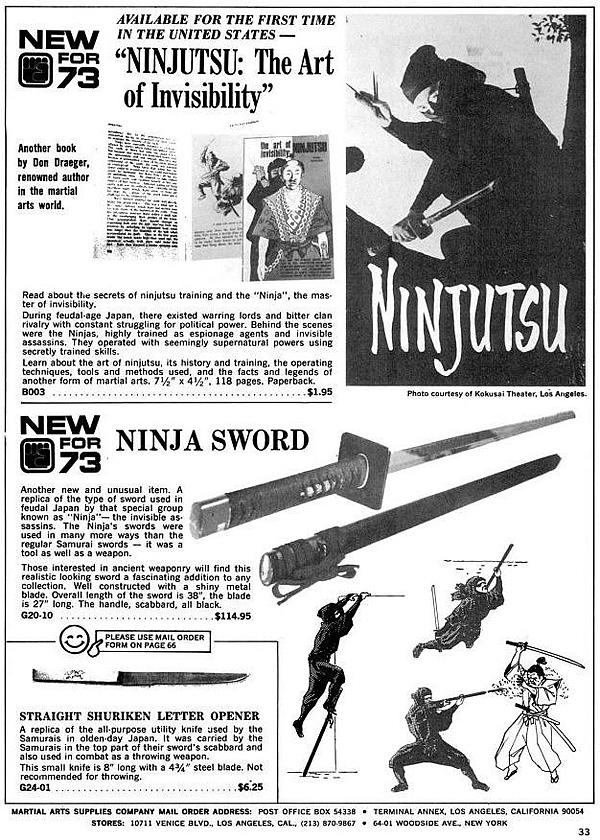 NEW
FOR
73
AVAILABLE FOR THE FIRST TIME
IN THE UNITED STATES —
“NINJUTSU: The Art
of Invisibility”
Another book
by Don Draeger,
renowned author
in the martial
arts world.
the art of
invisibility
NINJUTSU
NINJUTSU
Read about the secrets of ninjutsu training and the "Ninja", the mas-
ter of invisibility.
During feudal-age Japan, there existed warring lords and bitter clan
rivalry with constant struggling for political power. Behind the scenes
were the Ninjas, highly trained as espionage agents and invisible
assassins. They operated with seemingly supernatural powers using
secretly trained skills.
Learn about the art of ninjutsu, its history and training, the operating
techniques, tools and methods used, and the facts and legends of
another form of martial arts. 7½" x 4½", 118 pages. Paperback.
B003 . . . . . . . . . . . . . . . . . . . . . . . . . . . . . . . . . . . . $1.95
Photo courtesy of Kokusai Theater, Los Angeles.
NEW
FOR
73
NINJA SWORD
Another new and unusual item. A
replica of the type of sword used in
feudal Japan by that special group
known as "Ninja"— the invisible as-
sassins. The Ninja's swords were
used in many more ways than the
regular Samurai swords — it was a
tool as well as a weapon.
Those interested in ancient weaponry will find this
realistic looking sword a fascinating addition to any
collection. Well constructed with a shiny metal
blade. Overall length of the sword is 38", the blade
is 27" long. The handle, scabbard, all black.
G20-10 . . . . . . . . . . . . . . . . . . . . . . . . $114.95
PLEASE USE MAIL ORDER
FORM ON PAGE 66
STRAIGHT SHURIKEN LETTER OPENER
A replica of the all-purpose utility knife used by the
Samurais in olden-day Japan. It was carried by the
Samurais in the top part of their sword's scabbard and
also used in combat as a throwing weapon.
This small knife is 8" long with a 4¾" steel blade. Not
recommended for throwing.
G24-01 . . . . . . . . . . . . . . . . . . . . . . . . $6.25
MARTIAL ARTS SUPPLIES COMPANY MAIL ORDER ADDRESS: POST OFFICE BOX 54338 • TERMINAL ANNEX, LOS ANGELES, CALIFORNIA 90054
STORES: 10711 VENICE BLVD., LOS ANGELES, CAL. (213) 870-9867 • 64-01 WOODSIDE AVE., NEW YORK
33